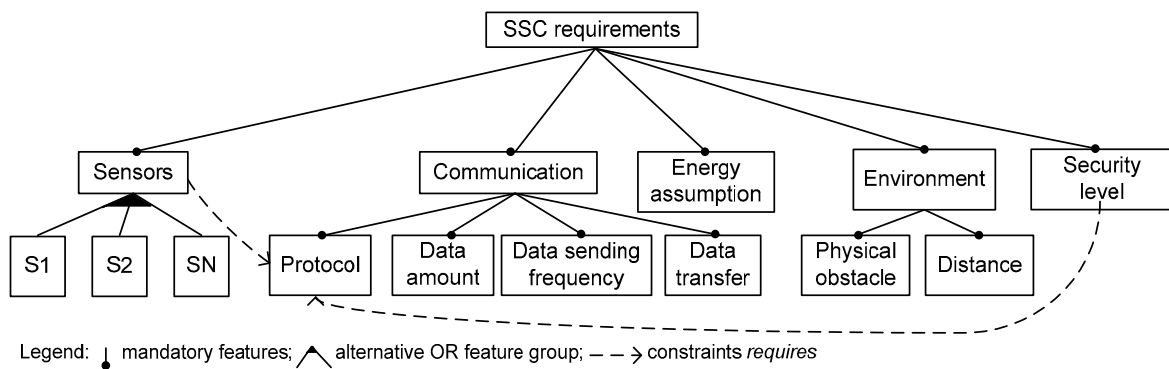 SSC requirements
Sensors
Communication
Energy
assumption
Environment
Security
level
S1
S2
SN
Protocol
Data
amount
Data sending
frequency
Data
transfer
Physical
obstacle
Distance
Legend: mandatory features; alternative OR feature group; constraints requires